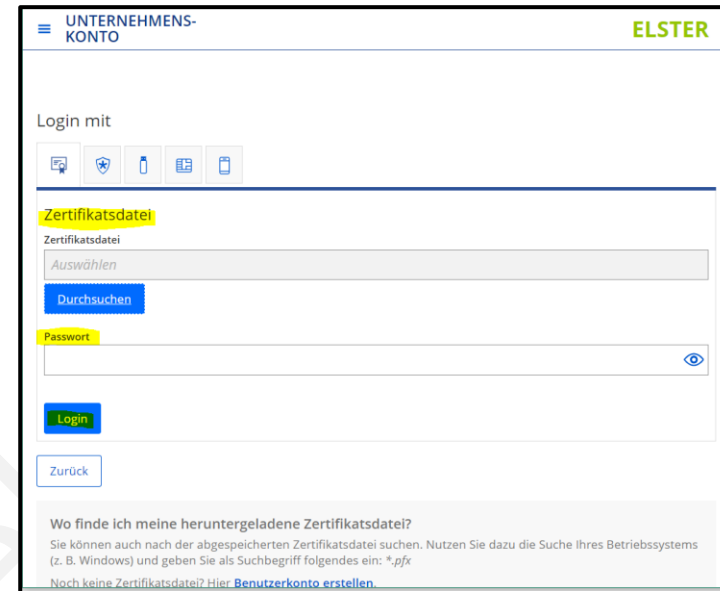 UNTERNEHMENS-
KONTO
ELSTER
Login mit
Zertifikatsdatei
Zertifikatsdatei
Auswählen
Durchsuchen
Passwort
Login
Zurück
Wo finde ich meine heruntergeladene Zertifikatsdatei?
Sie können auch nach der abgespeicherten Zertifikatsdatei suchen. Nutzen Sie dazu die Suche Ihres Betriebssystems
(z. B. Windows) und geben Sie als Suchbegriff folgendes ein: *.pfx
Noch keine Zertifikatsdatei? Hier Benutzerkonto erstellen.